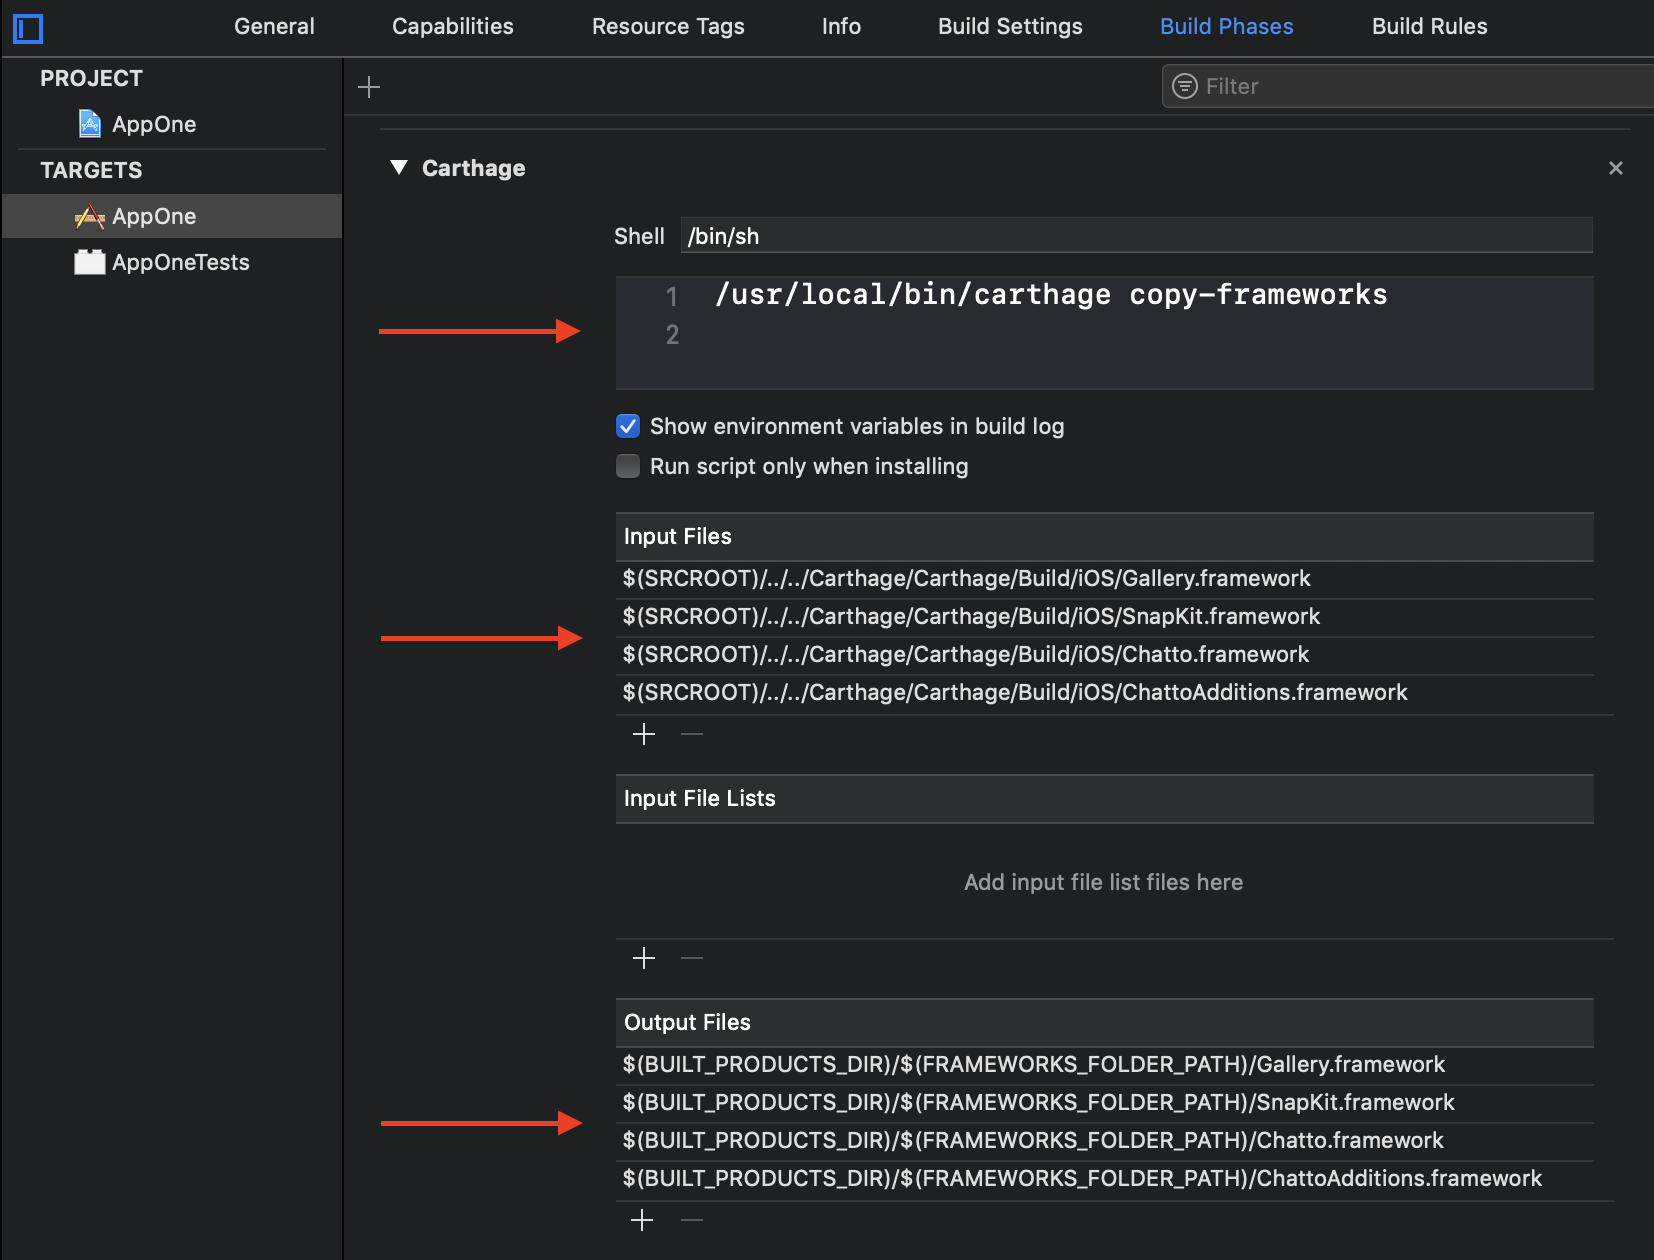 General Capabilities Resource Tags Info Build Settings Build Phases Build Rules
PROJECT
AppOne
TARGETS
AppOne
AppOneTests
Filter
Carthage
Shell /bin/sh
1 /usr/local/bin/carthage copy-frameworks
2
Show environment variables in build log
Run script only when installing
Input Files
$(SRCROOT)/../../Carthage/Carthage/Build/iOS/Gallery.framework
$(SRCROOT)/../../Carthage/Carthage/Build/iOS/SnapKit.framework
$(SRCROOT)/../../Carthage/Carthage/Build/iOS/Chatto.framework
$(SRCROOT)/../../Carthage/Carthage/Build/iOS/ChattoAdditions.framework
Input File Lists
Add input file list files here
Output Files
$(BUILT_PRODUCTS_DIR)/$(FRAMEWORKS_FOLDER_PATH)/Gallery.framework
$(BUILT_PRODUCTS_DIR)/$(FRAMEWORKS_FOLDER_PATH)/SnapKit.framework
$(BUILT_PRODUCTS_DIR)/$(FRAMEWORKS_FOLDER_PATH)/Chatto.framework
$(BUILT_PRODUCTS_DIR)/$(FRAMEWORKS_FOLDER_PATH)/ChattoAdditions.framework